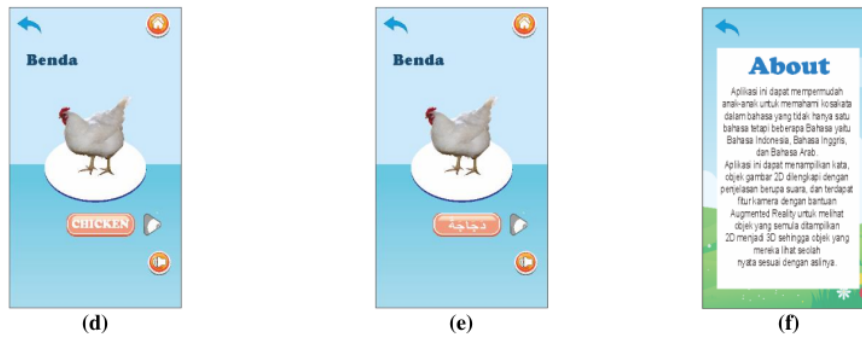 Benda
CHICKEN
(d)
Benda
دجاجة
(e)
About
Aplikasi ini dapat mempermudah
anak-anak untuk memahami kosakata
dalam bahasa yang tidak hanya satu
bahasa tetapi beberapa Bahasa yaitu
Bahasa Indonesia, Bahasa Inggris,
dan Bahasa Arab.
Aplikasi ini dapat menampilkan kata,
objek gambar 2D dilengkapi dengan
penjelasan berupa suara, dan terdapat
fitur kamera dengan bantuan
Augmented Reality untuk melihat
objek yang semula ditampilkan
2D menjadi 3D sehingga objek yang
mereka lihat seolah
nyata sesuai dengan aslinya.
(f)